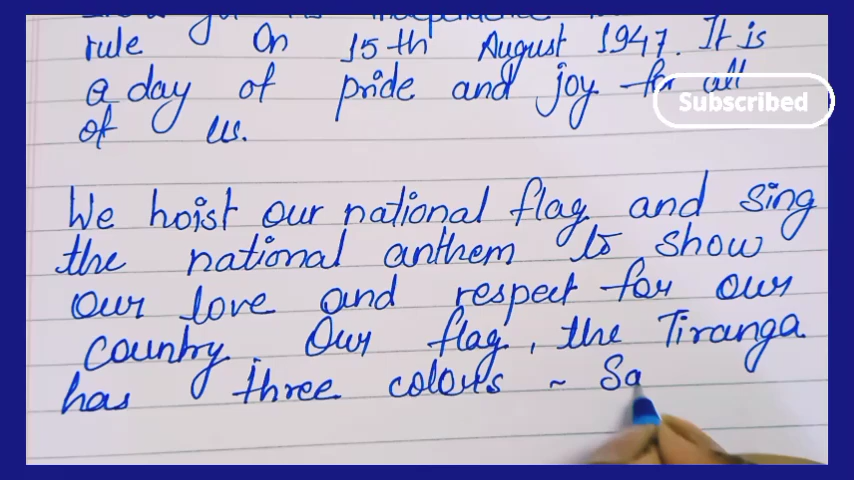 independence
rule on 15th August 1947. It is
a day of pride and joy for all
of us.
Subscribed
We hoist our national flag and sing
the national anthem to show
our love and respect for our
country. Our flag, the Tiranga
has three colours ~ Sa